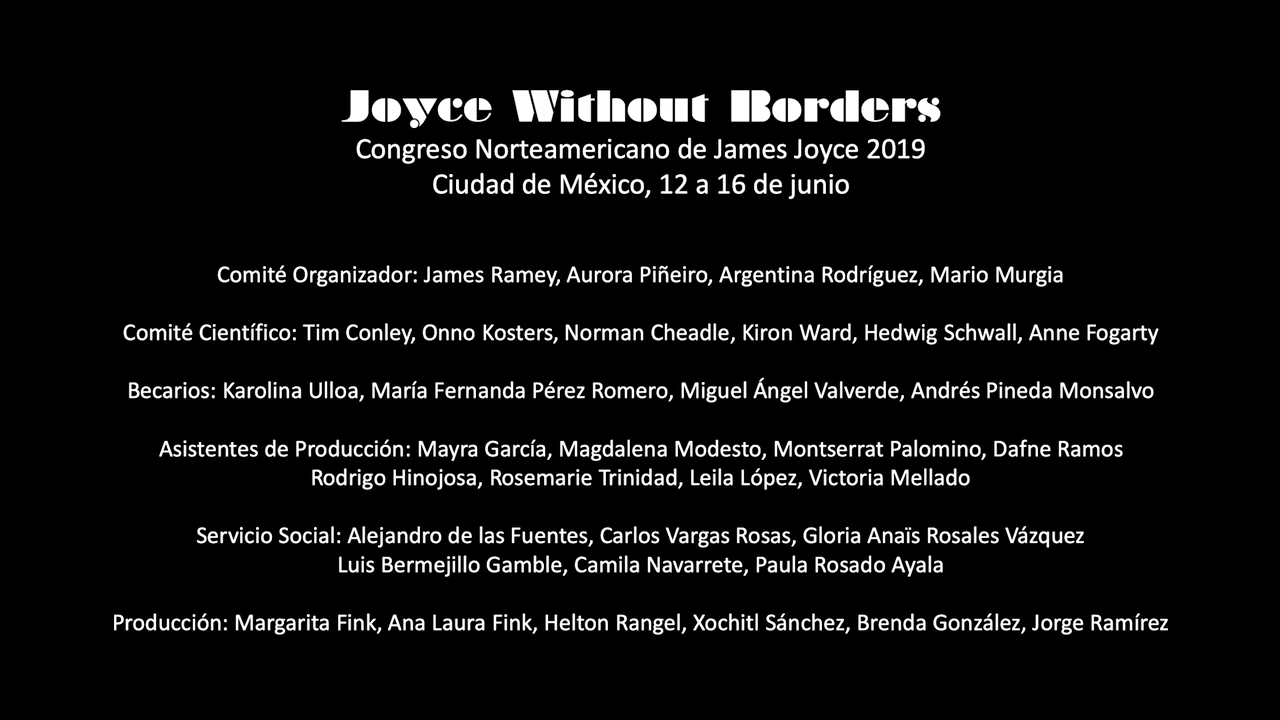 Joyce Without Borders
Congreso Norteamericano de James Joyce 2019
Ciudad de México, 12 a 16 de junio
Comité Organizador: James Ramey, Aurora Piñeiro, Argentina Rodríguez, Mario Murgia
Comité Científico: Tim Conley, Onno Kosters, Norman Cheadle, Kiron Ward, Hedwig Schwall, Anne Fogarty
Becarios: Karolina Ulloa, María Fernanda Pérez Romero, Miguel Ángel Valverde, Andrés Pineda Monsalvo
Asistentes de Producción: Mayra García, Magdalena Modesto, Montserrat Palomino, Dafne Ramos
Rodrigo Hinojosa, Rosemarie Trinidad, Leila López, Victoria Mellado
Servicio Social: Alejandro de las Fuentes, Carlos Vargas Rosas, Gloria Anaïs Rosales Vázquez
Luis Bermejillo Gamble, Camila Navarrete, Paula Rosado Ayala
Producción: Margarita Fink, Ana Laura Fink, Helton Rangel, Xochitl Sánchez, Brenda González, Jorge Ramírez